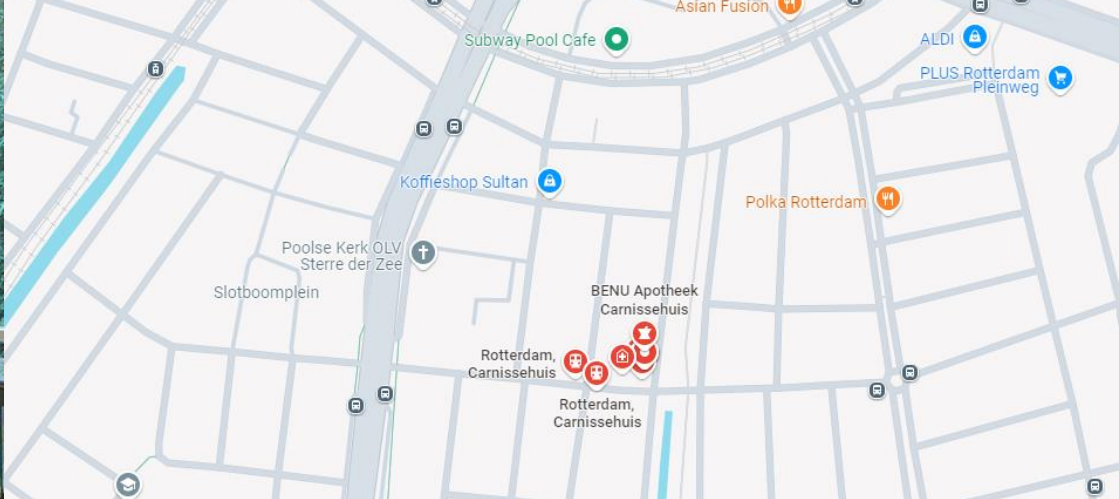 Asian Fusion
Subway Pool Cafe
ALDI
PLUS Rotterdam
Pleinweg
Koffieshop Sultan
Polka Rotterdam
Poolse Kerk OLV
Sterre der Zee
Slotboomplein
BENU Apotheek
Carnissehuis
Rotterdam,
Carnissehuis
Rotterdam,
Carnissehuis